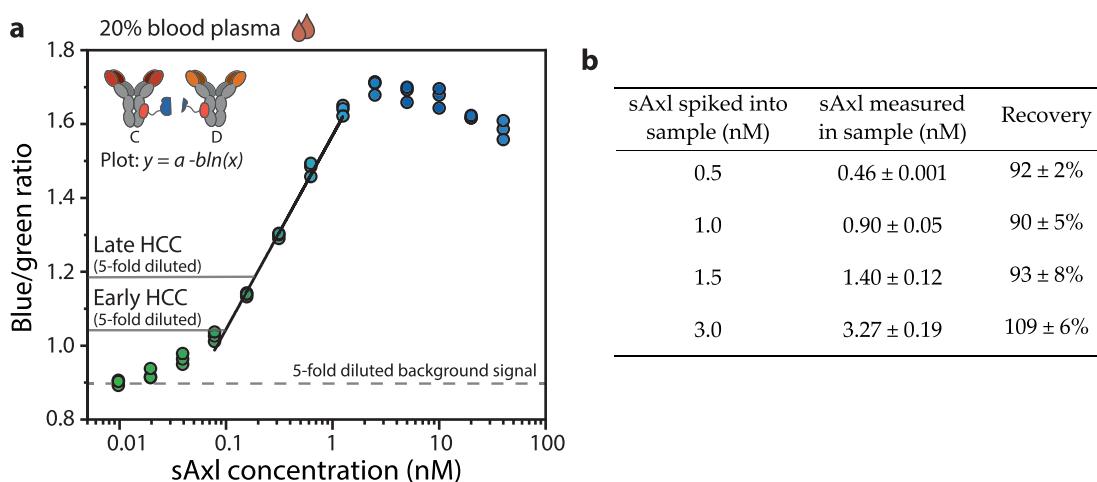 a
20% blood plasma
1.8
1.6
1.4
1.2
1.0
0.8
Blue/green ratio
C
D
Plot: y = a -bln(x)
Late HCC
(5-fold diluted)
Early HCC
(5-fold diluted)
5-fold diluted background signal
0.01
0.1
1
10
100
sAxl concentration (nM)
b
sAxl spiked into sample (nM)
sAxl measured in sample (nM)
Recovery
0.5 0.46 ± 0.001 92 ± 2%
1.0 0.90 ± 0.05 90 ± 5%
1.5 1.40 ± 0.12 93 ± 8%
3.0 3.27 ± 0.19 109 ± 6%